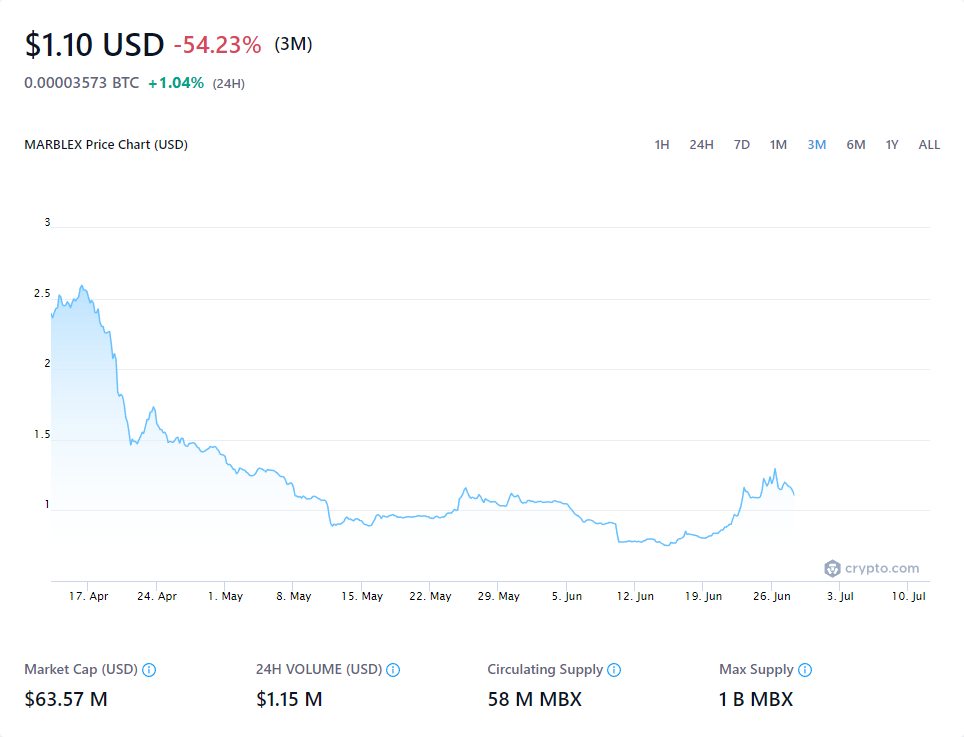 $1.10 USD -54.23% (3M)
0.00003573 BTC +1.04% (24H)
MARBLEX Price Chart (USD) 1H 24H 7D 1M 3M 6M 1Y ALL
3
2.5
2
1.5
1
crypto.com
17. Apr 24. Apr 1. May 8. May 15. May 22. May 29. May 5. Jun 12. Jun 19. Jun 26. Jun 3. Jul 10. Jul
Market Cap (USD) 24H VOLUME (USD) Circulating Supply Max Supply
$63.57 M $1.15 M 58 M MBX 1 B MBX